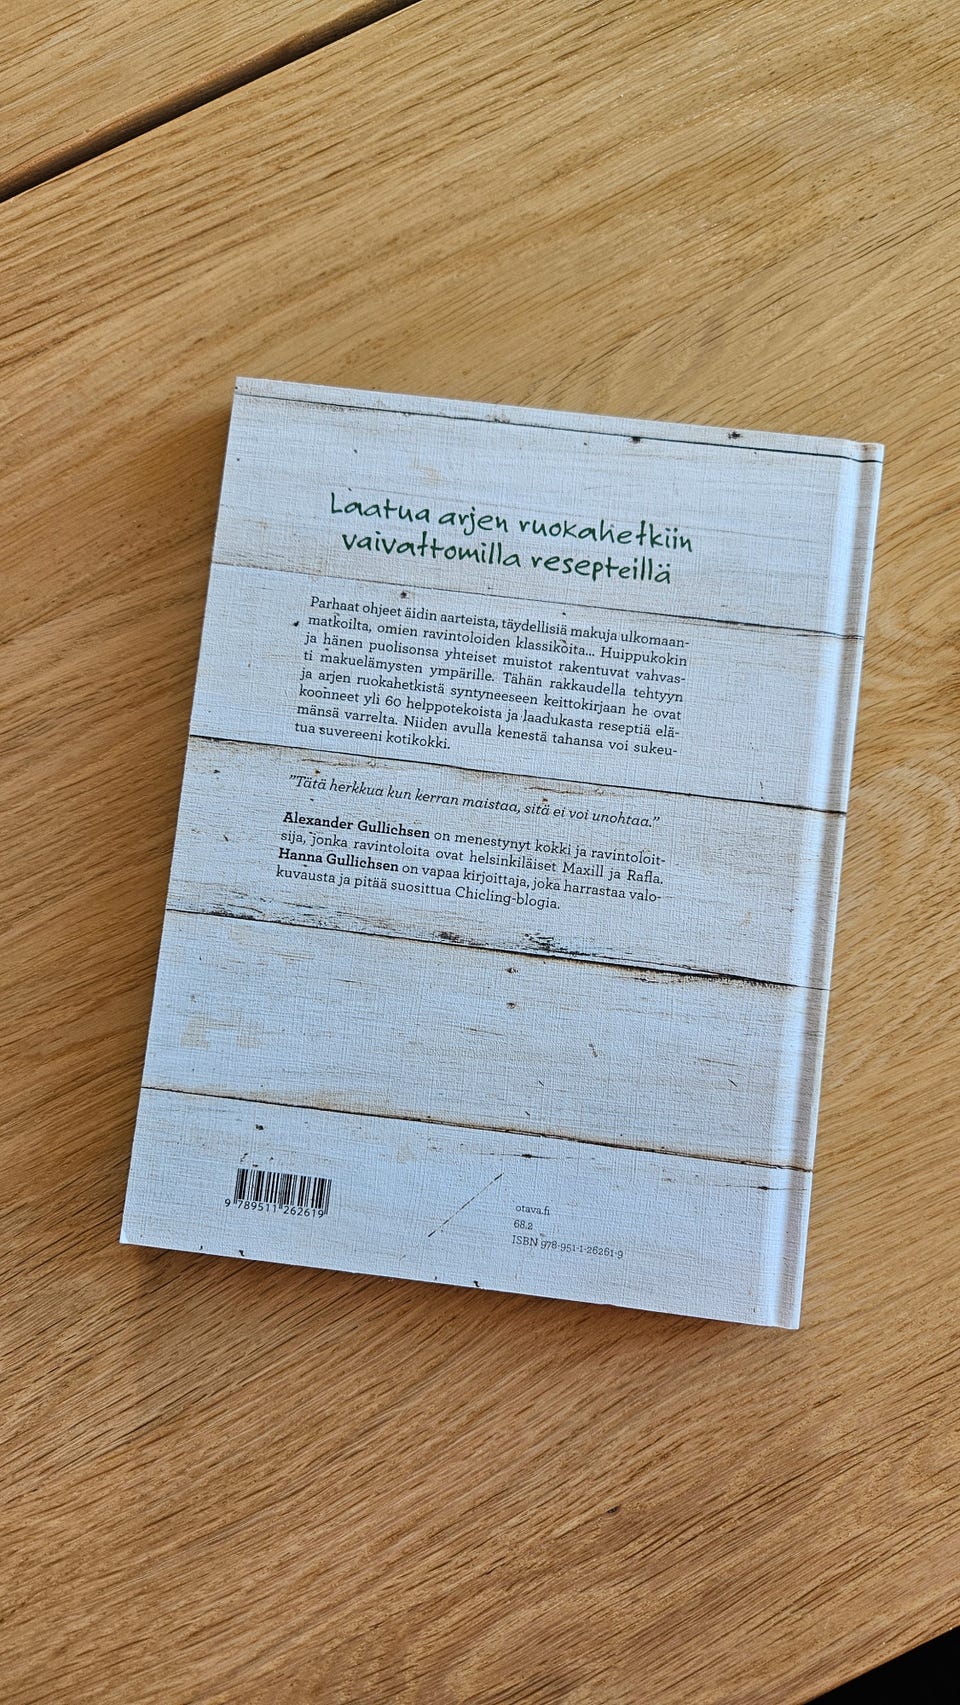 Laatua arjen ruokahetkiin
vaivattomilla resepteillä
Parhaat ohjeet äidin aarteista, täydellisiä makuja ulkomaan-
matkoilta, omien ravintoloiden klassikoita... Huippukokin
ja hänen puolisonsa yhteiset muistot rakentuvat vahvas-
ti makuelämysten ympärille. Tähän rakkaudella tehtyyn
ja arjen ruokahetkistä syntyneeseen keittokirjaan he ovat
koonneet yli 60 helppotekoista ja laadukasta reseptiä elä-
mänsä varrelta. Niiden avulla kenestä tahansa voi sukeu-
tua suvereeni kotikokki.
”Tätä herkkua kun kerran maistaa, sitä ei voi unohtaa.”
Alexander Gullichsen on menestynyt kokki ja ravintoloit-
sija, jonka ravintoloita ovat helsinkiläiset Maxill ja Rafla.
Hanna Gullichsen on vapaa kirjoittaja, joka harrastaa valo-
kuvausta ja pitää suosittua Chicling-blogia.
9 789511 262619
otava.fi
68.2
ISBN 978-951-1-26261-9